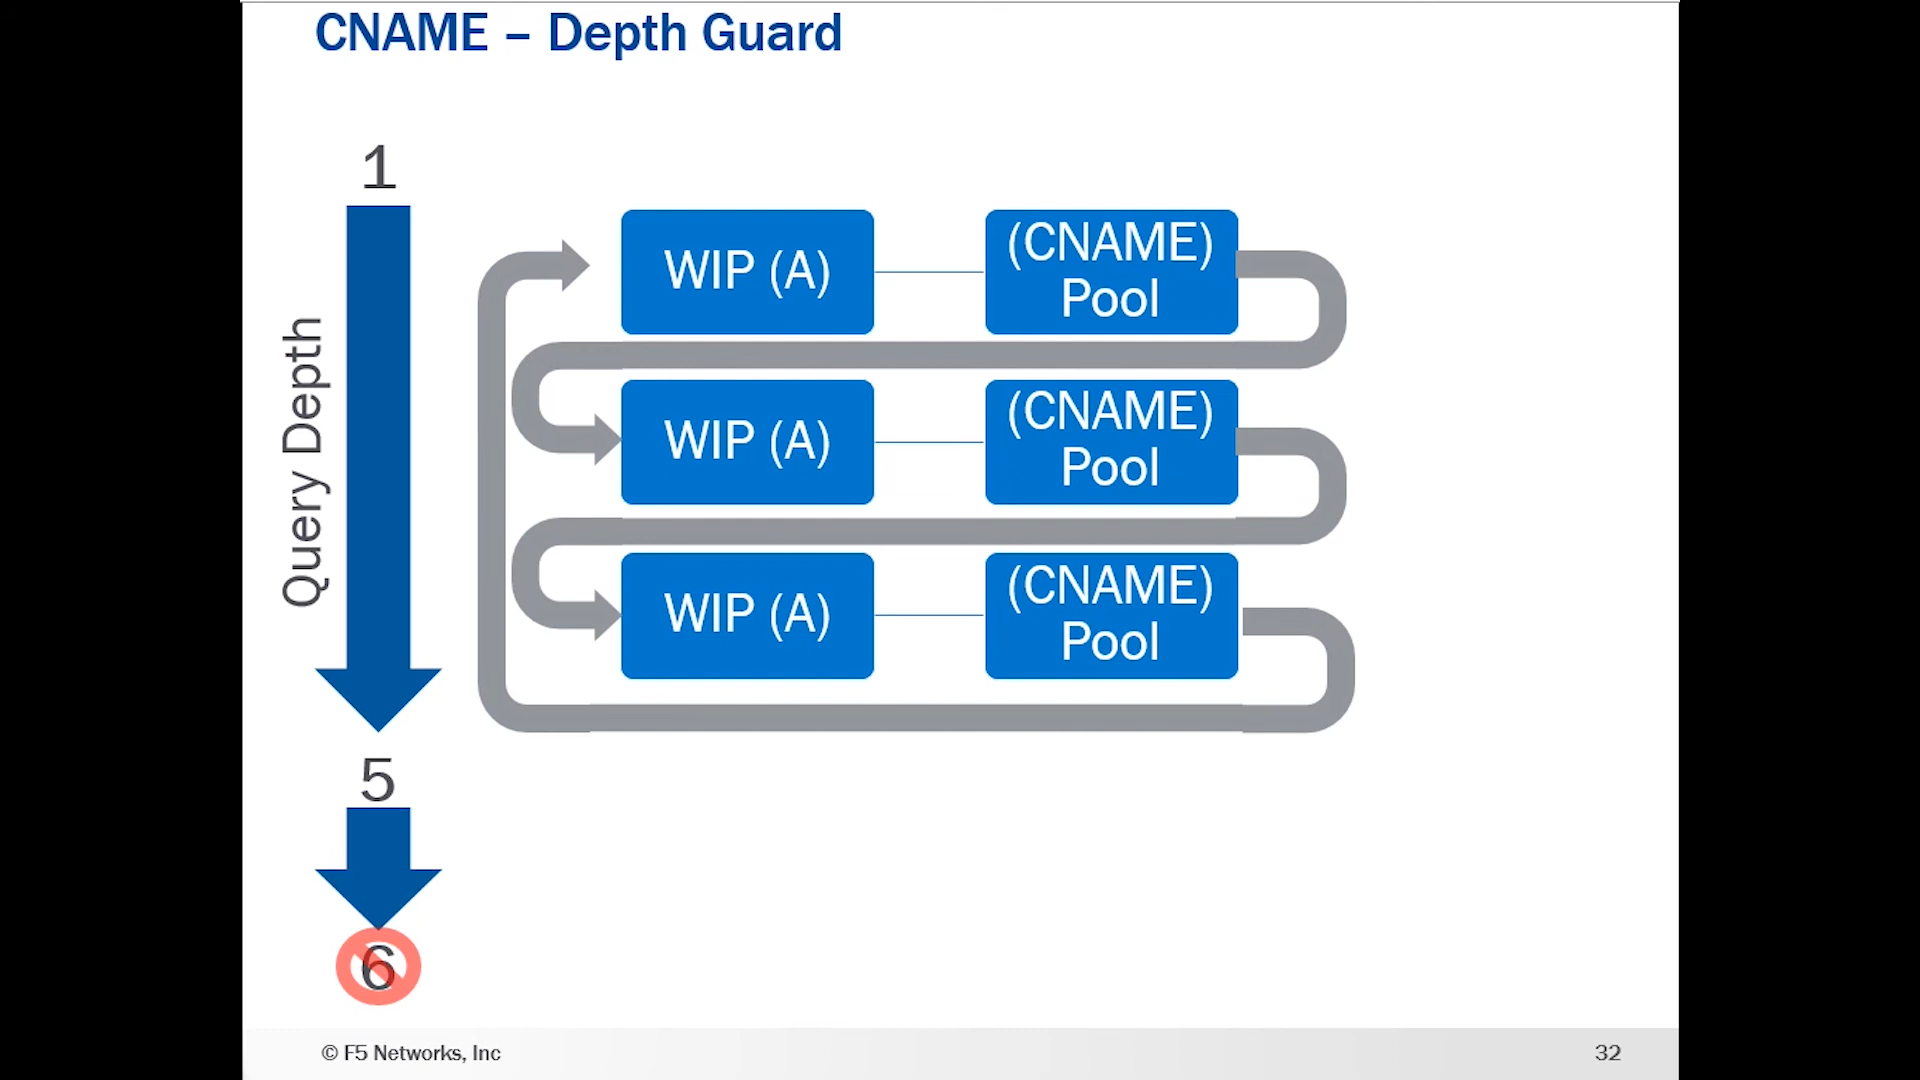 CNAME – Depth Guard
1
Query Depth
WIP (A)
(CNAME)
Pool
WIP (A)
(CNAME)
Pool
WIP (A)
(CNAME)
Pool
5
6
© F5 Networks, Inc
32